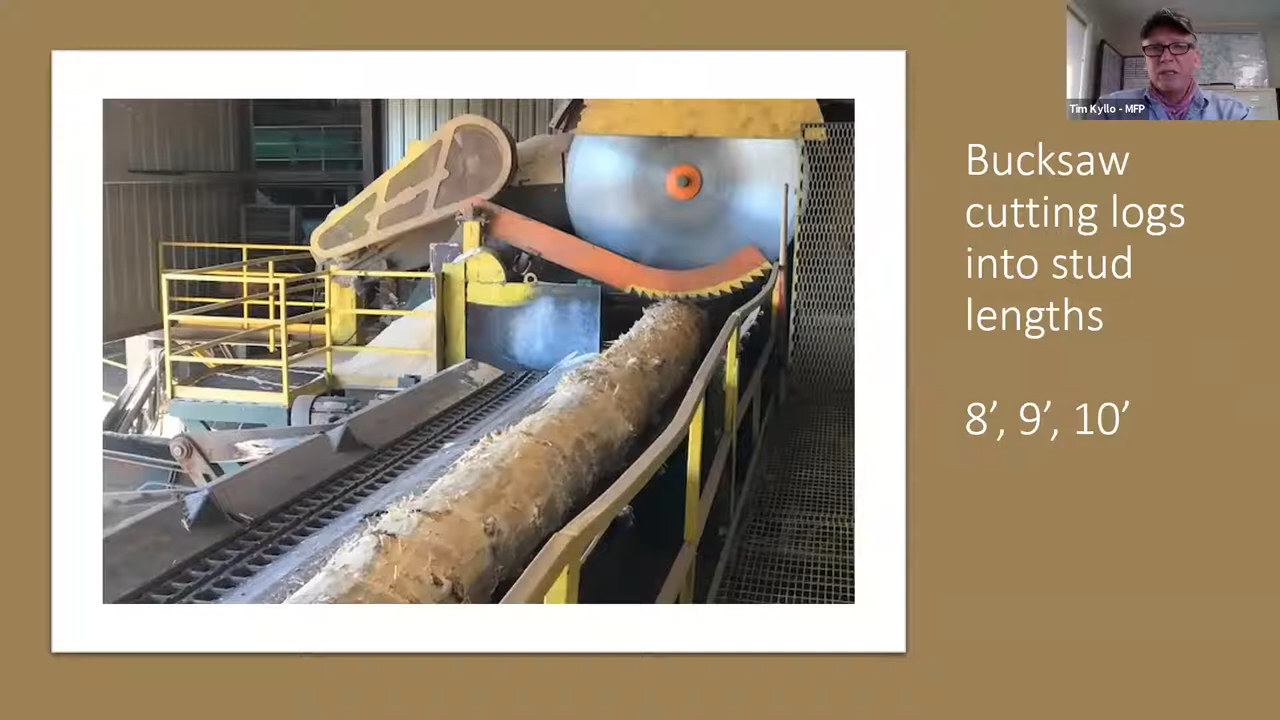 Tim Kyllo - MFP
Bucksaw
cutting logs
into stud
lengths
8’, 9’, 10’